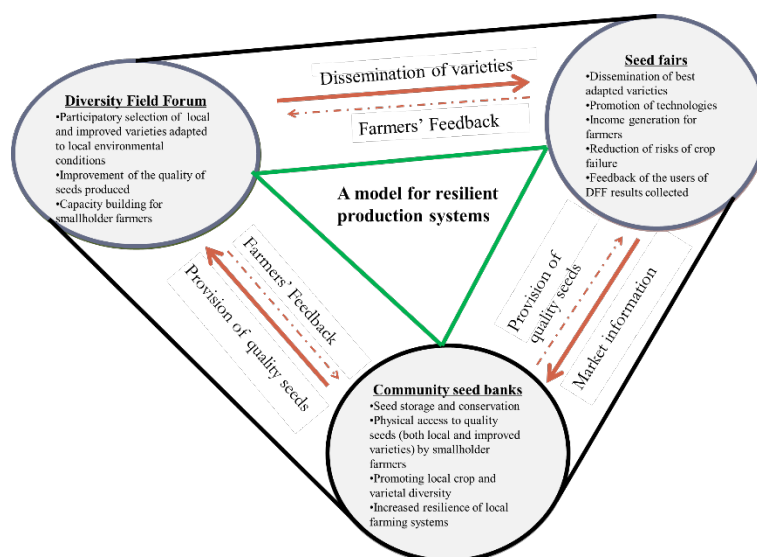 Diversity Field Forum
•Participatory selection of local
and improved varieties adapted
to local environmental
conditions
•Improvement of the quality of
seeds produced
•Capacity building for
smallholder farmers
Dissemination of varieties
Farmers' Feedback
Seed fairs
•Dissemination of best
adapted varieties
•Promotion of technologies
•Income generation for
farmers
•Reduction of risks of crop
failure
•Feedback of the users of
DFF results collected
A model for resilient
production systems
Farmers' Feedback
Provision of quality seeds
Provision of
quality seeds
Market information
Community seed banks
•Seed storage and conservation
•Physical access to quality
seeds (both local and improved
varieties) by smallholder
farmers
•Promoting local crop and
varietal diversity
•Increased resilience of local
farming systems